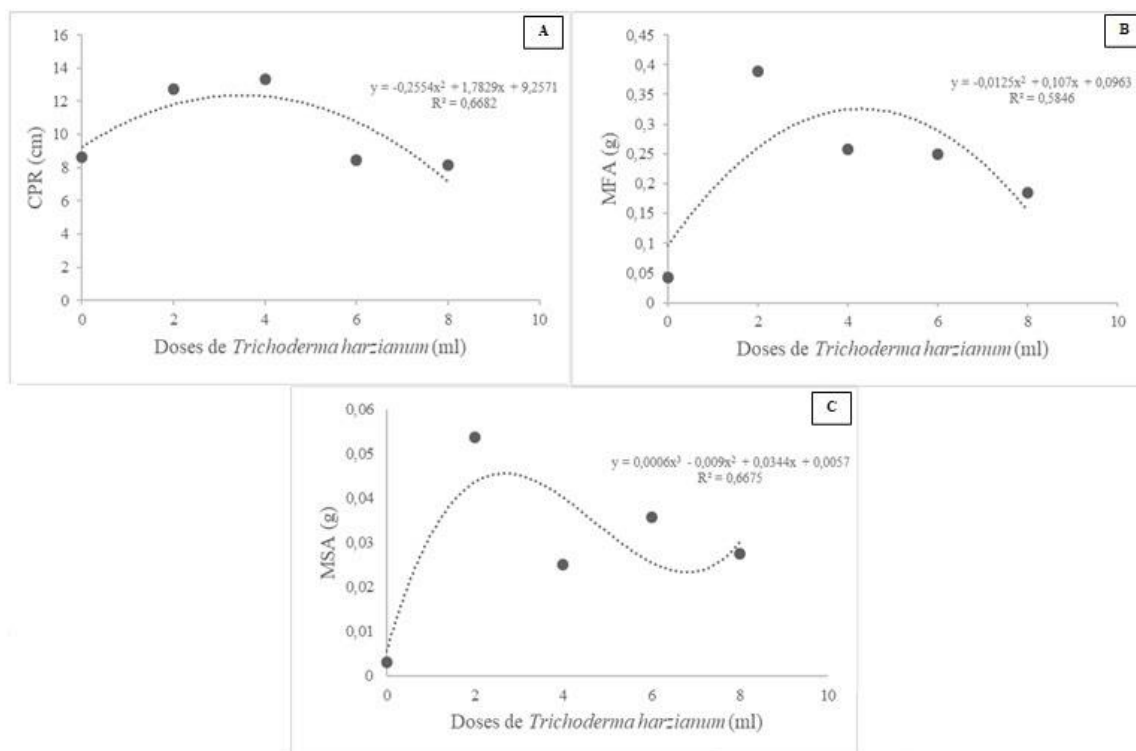 A
CPR (cm)
16
14
12
10
8
6
4
2
0
y = -0,2554x² + 1,7829x + 9,2571
R² = 0,6682
0 2 4 6 8 10
Doses de Trichoderma harzianum (ml)
B
MFA (g)
0,45
0,4
0,35
0,3
0,25
0,2
0,15
0,1
0,05
0
y = -0,0125x² + 0,107x + 0,0963
R² = 0,5846
0 2 4 6 8 10
Doses de Trichoderma harzianum (ml)
C
MSA (g)
0,06
0,05
0,04
0,03
0,02
0,01
0
y = 0,0006x³ - 0,009x² + 0,0344x + 0,0057
R² = 0,6675
0 2 4 6 8 10
Doses de Trichoderma harzianum (ml)